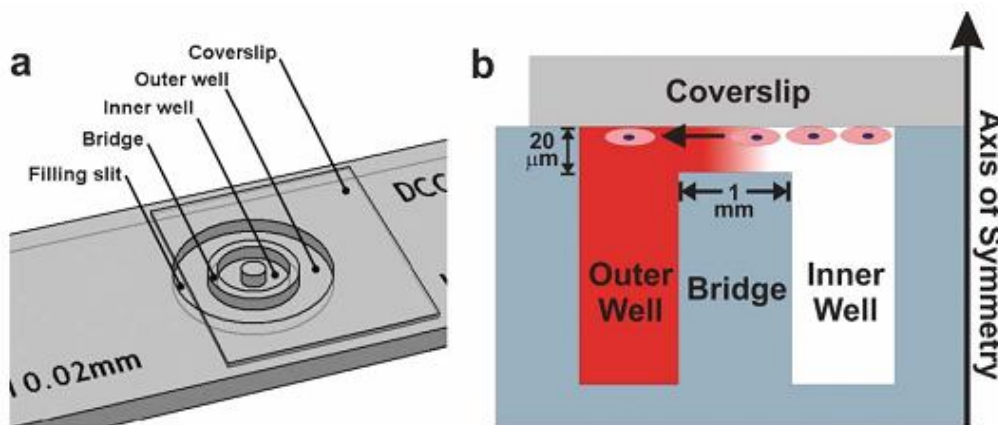 a
Coverslip
Outer well
Inner well
Bridge
Filling slit
DCC
0.02mm
b
Coverslip
20
μm
1
mm
Outer
Well
Bridge
Inner
Well
Axis of Symmetry